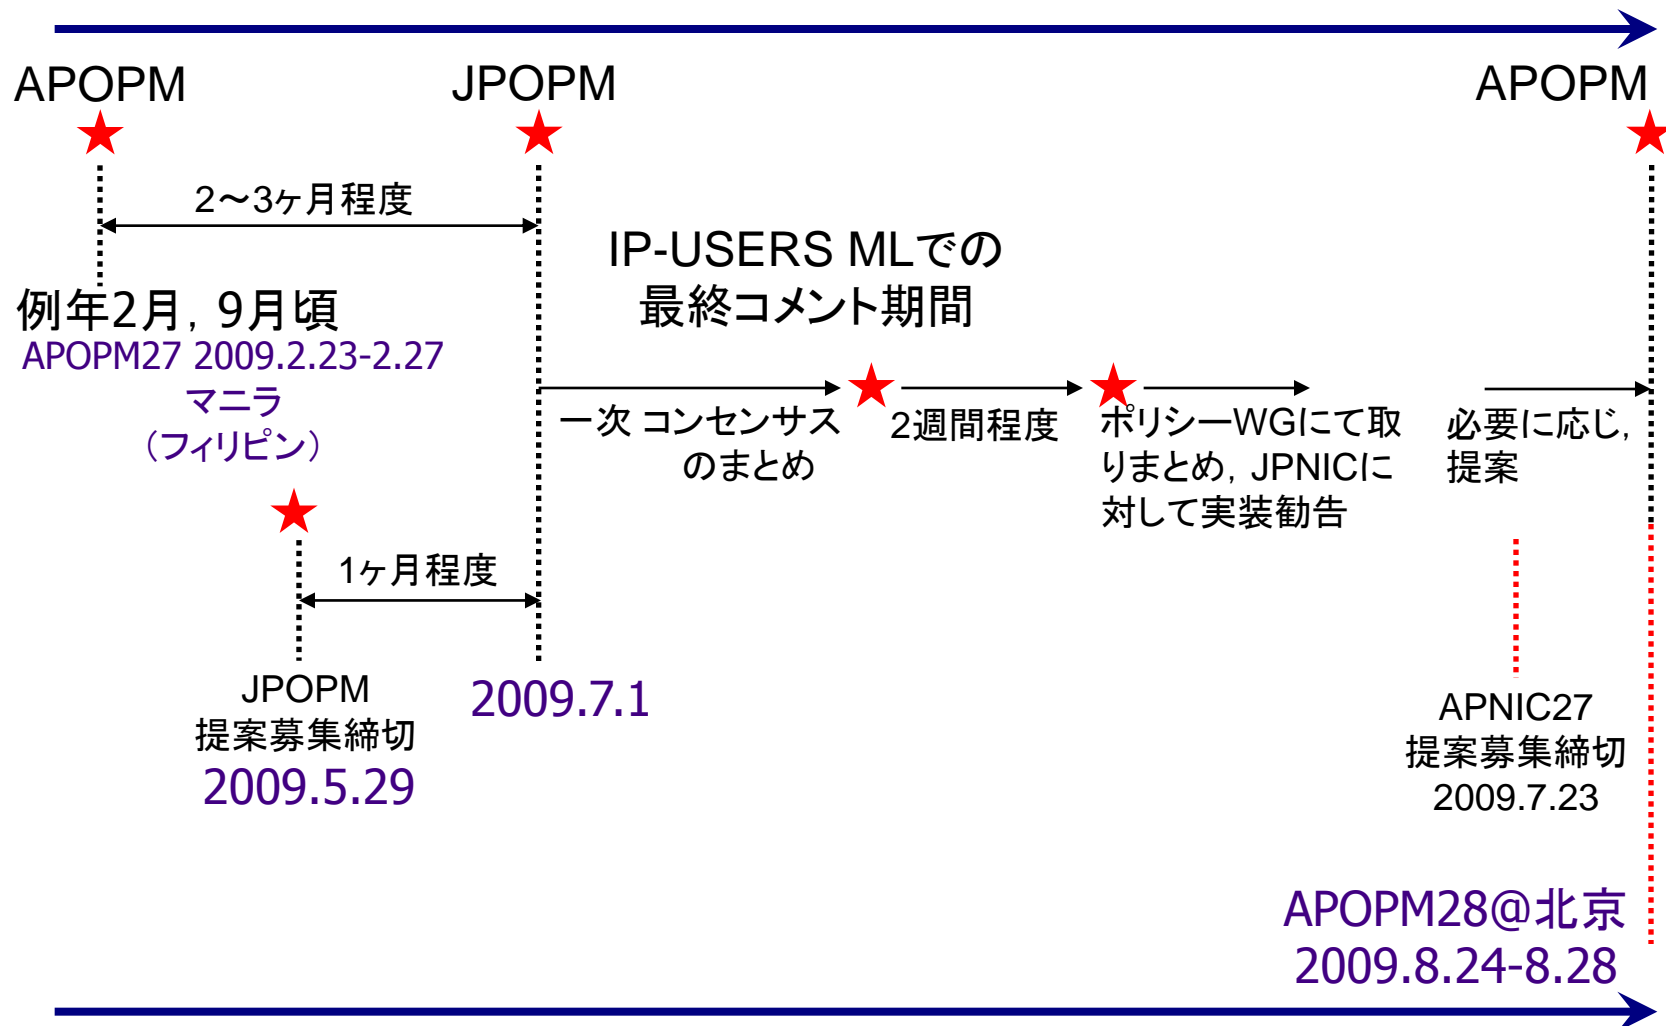 APOPM
JPOPM
APOPM
2～3ヶ月程度
IP-USERS MLでの
最終コメント期間
例年2月，9月頃
APOPM27 2009.2.23-2.27
マニラ
（フィリピン）
一次 コンセンサス
のまとめ
2週間程度
ポリシーWGにて取
りまとめ，JPNICに
対して実装勧告
必要に応じ，
提案
1ヶ月程度
JPOPM
提案募集締切
2009.5.29
2009.7.1
APNIC27
提案募集締切
2009.7.23
APOPM28@北京
2009.8.24-8.28